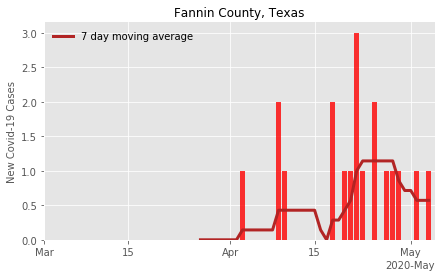 Fannin County, Texas
7 day moving average
New Covid-19 Cases
3.0
2.5
2.0
1.5
1.0
0.5
0.0
Mar 15 Apr 15 May
2020-May